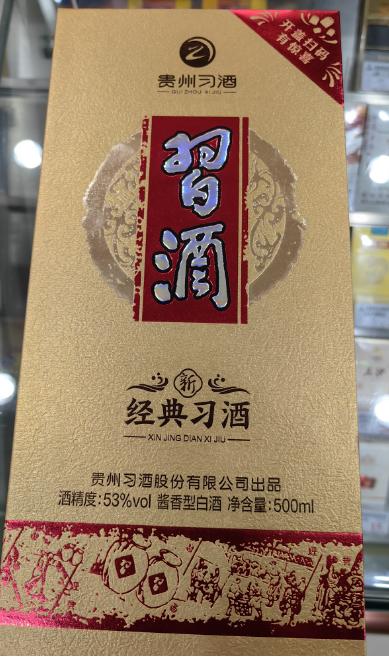 贵州习酒
GUI ZHOU XI JIU
开盖扫码
有惊喜
習酒
新
经典习酒
XIN JING DIAN XI JIU
贵州习酒股份有限公司出品
酒精度:53%vol 酱香型白酒 净含量:500ml